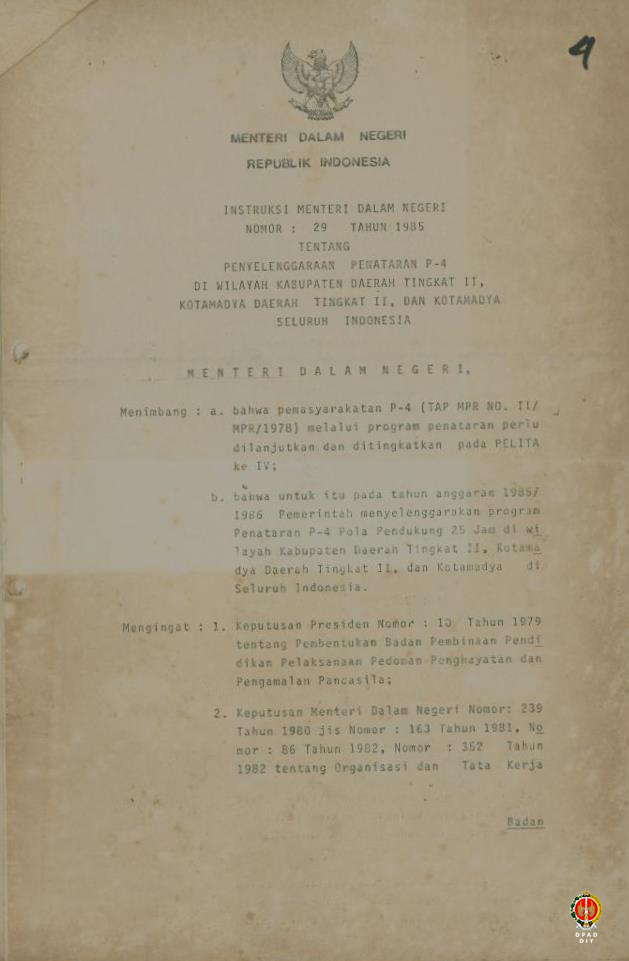 4
MENTERI DALAM NEGERI
REPUBLIK INDONESIA
INSTRUKSI MENTERI DALAM NEGERI
NOMOR : 29 TAHUN 1985
TENTANG
PENYELENGGARAAN PENATARAN P-4
DI WILAYAH KABUPATEN DAERAH TINGKAT II,
KOTAMADYA DAERAH TINGKAT II, DAN KOTAMADYA
SELURUH INDONESIA
MENTERI DALAM NEGERI,
Menimbang : a. bahwa pemasyarakatan P-4 (TAP MPR NO. II/
MPR/1978) melalui program penataran perlu
dilanjutkan dan ditingkatkan pada PELITA
ke IV;
b. bahwa untuk itu pada tahun anggaran 1985/
1986 Pemerintah menyelenggarakan program
Penataran P-4 Pola Pendukung 25 Jam di wi
layah Kabupaten Daerah Tingkat II, Kotama
dya Daerah Tingkat II, dan Kotamadya di
Seluruh Indonesia.
Mengingat : 1. Keputusan Presiden Nomor : 10 Tahun 1979
tentang Pembentukan Badan Pembinaan Pendi
dikan Pelaksanaan Pedoman Penghayatan dan
Pengamalan Pancasila;
2. Keputusan Menteri Dalam Negeri Nomor: 239
Tahun 1980 jis Nomor : 163 Tahun 1981, No
mor : 86 Tahun 1982, Nomor : 352 Tahun
1982 tentang Organisasi dan Tata Kerja
Badan
DPAD
DIY